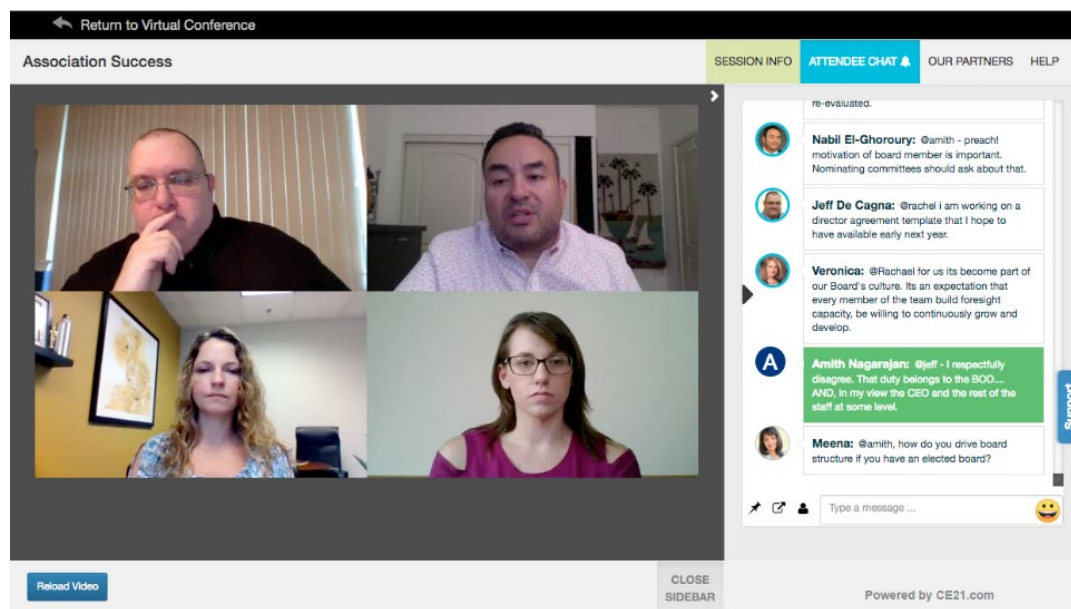 Return to Virtual Conference
Association Success
SESSION INFO
ATTENDEE CHAT
OUR PARTNERS
HELP
re-evaluated.
Nabil El-Ghoroury: @amith - preach!
motivation of board member is important.
Nominating committees should ask about that.
Jeff De Cagna: @rachel i am working on a
director agreement template that I hope to
have available early next year.
Veronica: @Rachael for us its become part of
our Board's culture. Its an expectation that
every member of the team build foresight
capacity, be willing to continuously grow and
develop.
A
Amith Nagarajan: @jeff - I respectfully
disagree. That duty belongs to the BOD....
AND, in my view the CEO and the rest of the
staff at some level.
Meena: @amith, how do you drive board
structure if you have an elected board?
Type a message ...
Support
Reload Video
CLOSE
SIDEBAR
Powered by CE21.com